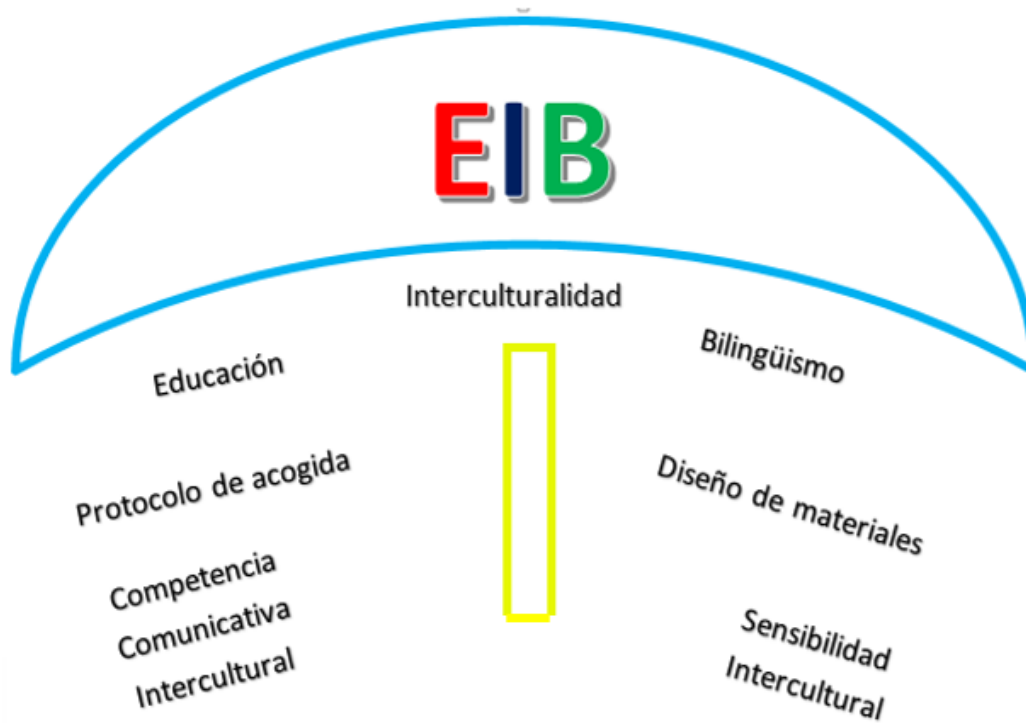 EIB
Interculturalidad
Educación
Bilingüismo
Protocolo de acogida
Diseño de materiales
Competencia
Comunicativa
Intercultural
Sensibilidad
Intercultural